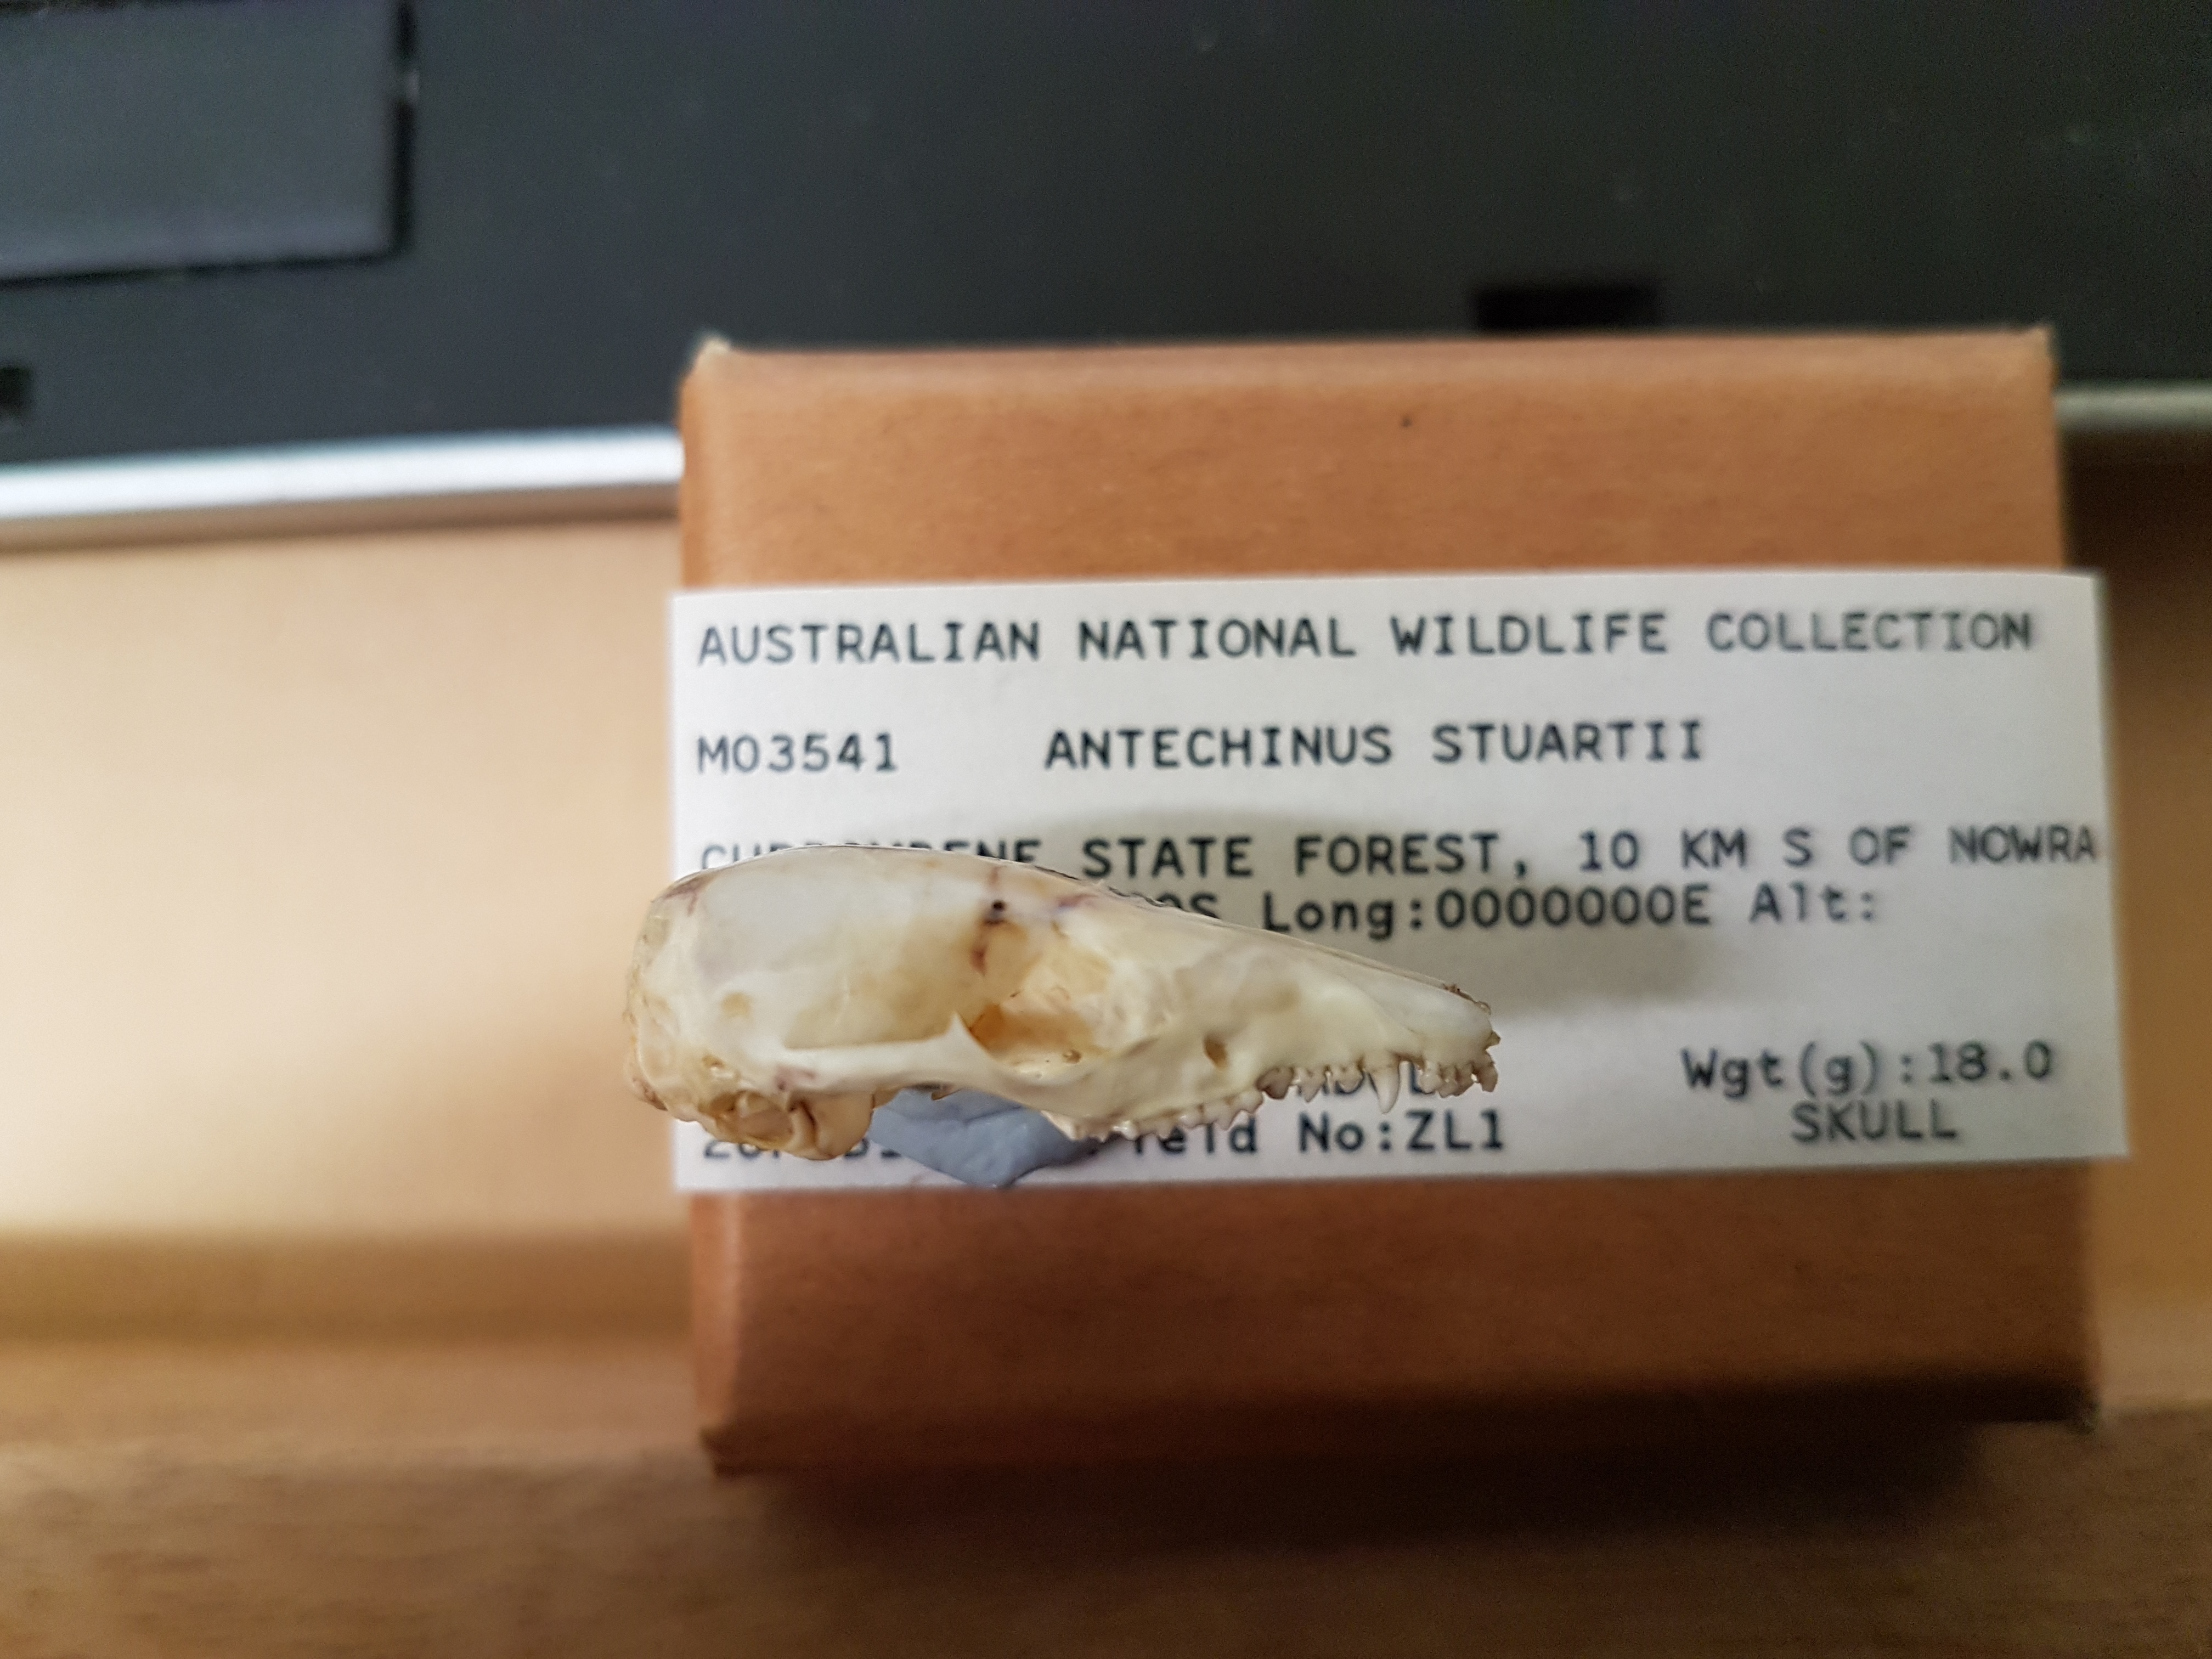 AUSTRALIAN NATIONAL WILDLIFE COLLECTION
M03541 ANTECHINUS STUARTII
STATE FOREST, 10 KM S OF NOWRA
Long:0000000E Alt:
Wgt(g):18.0
No:ZL1 SKULL